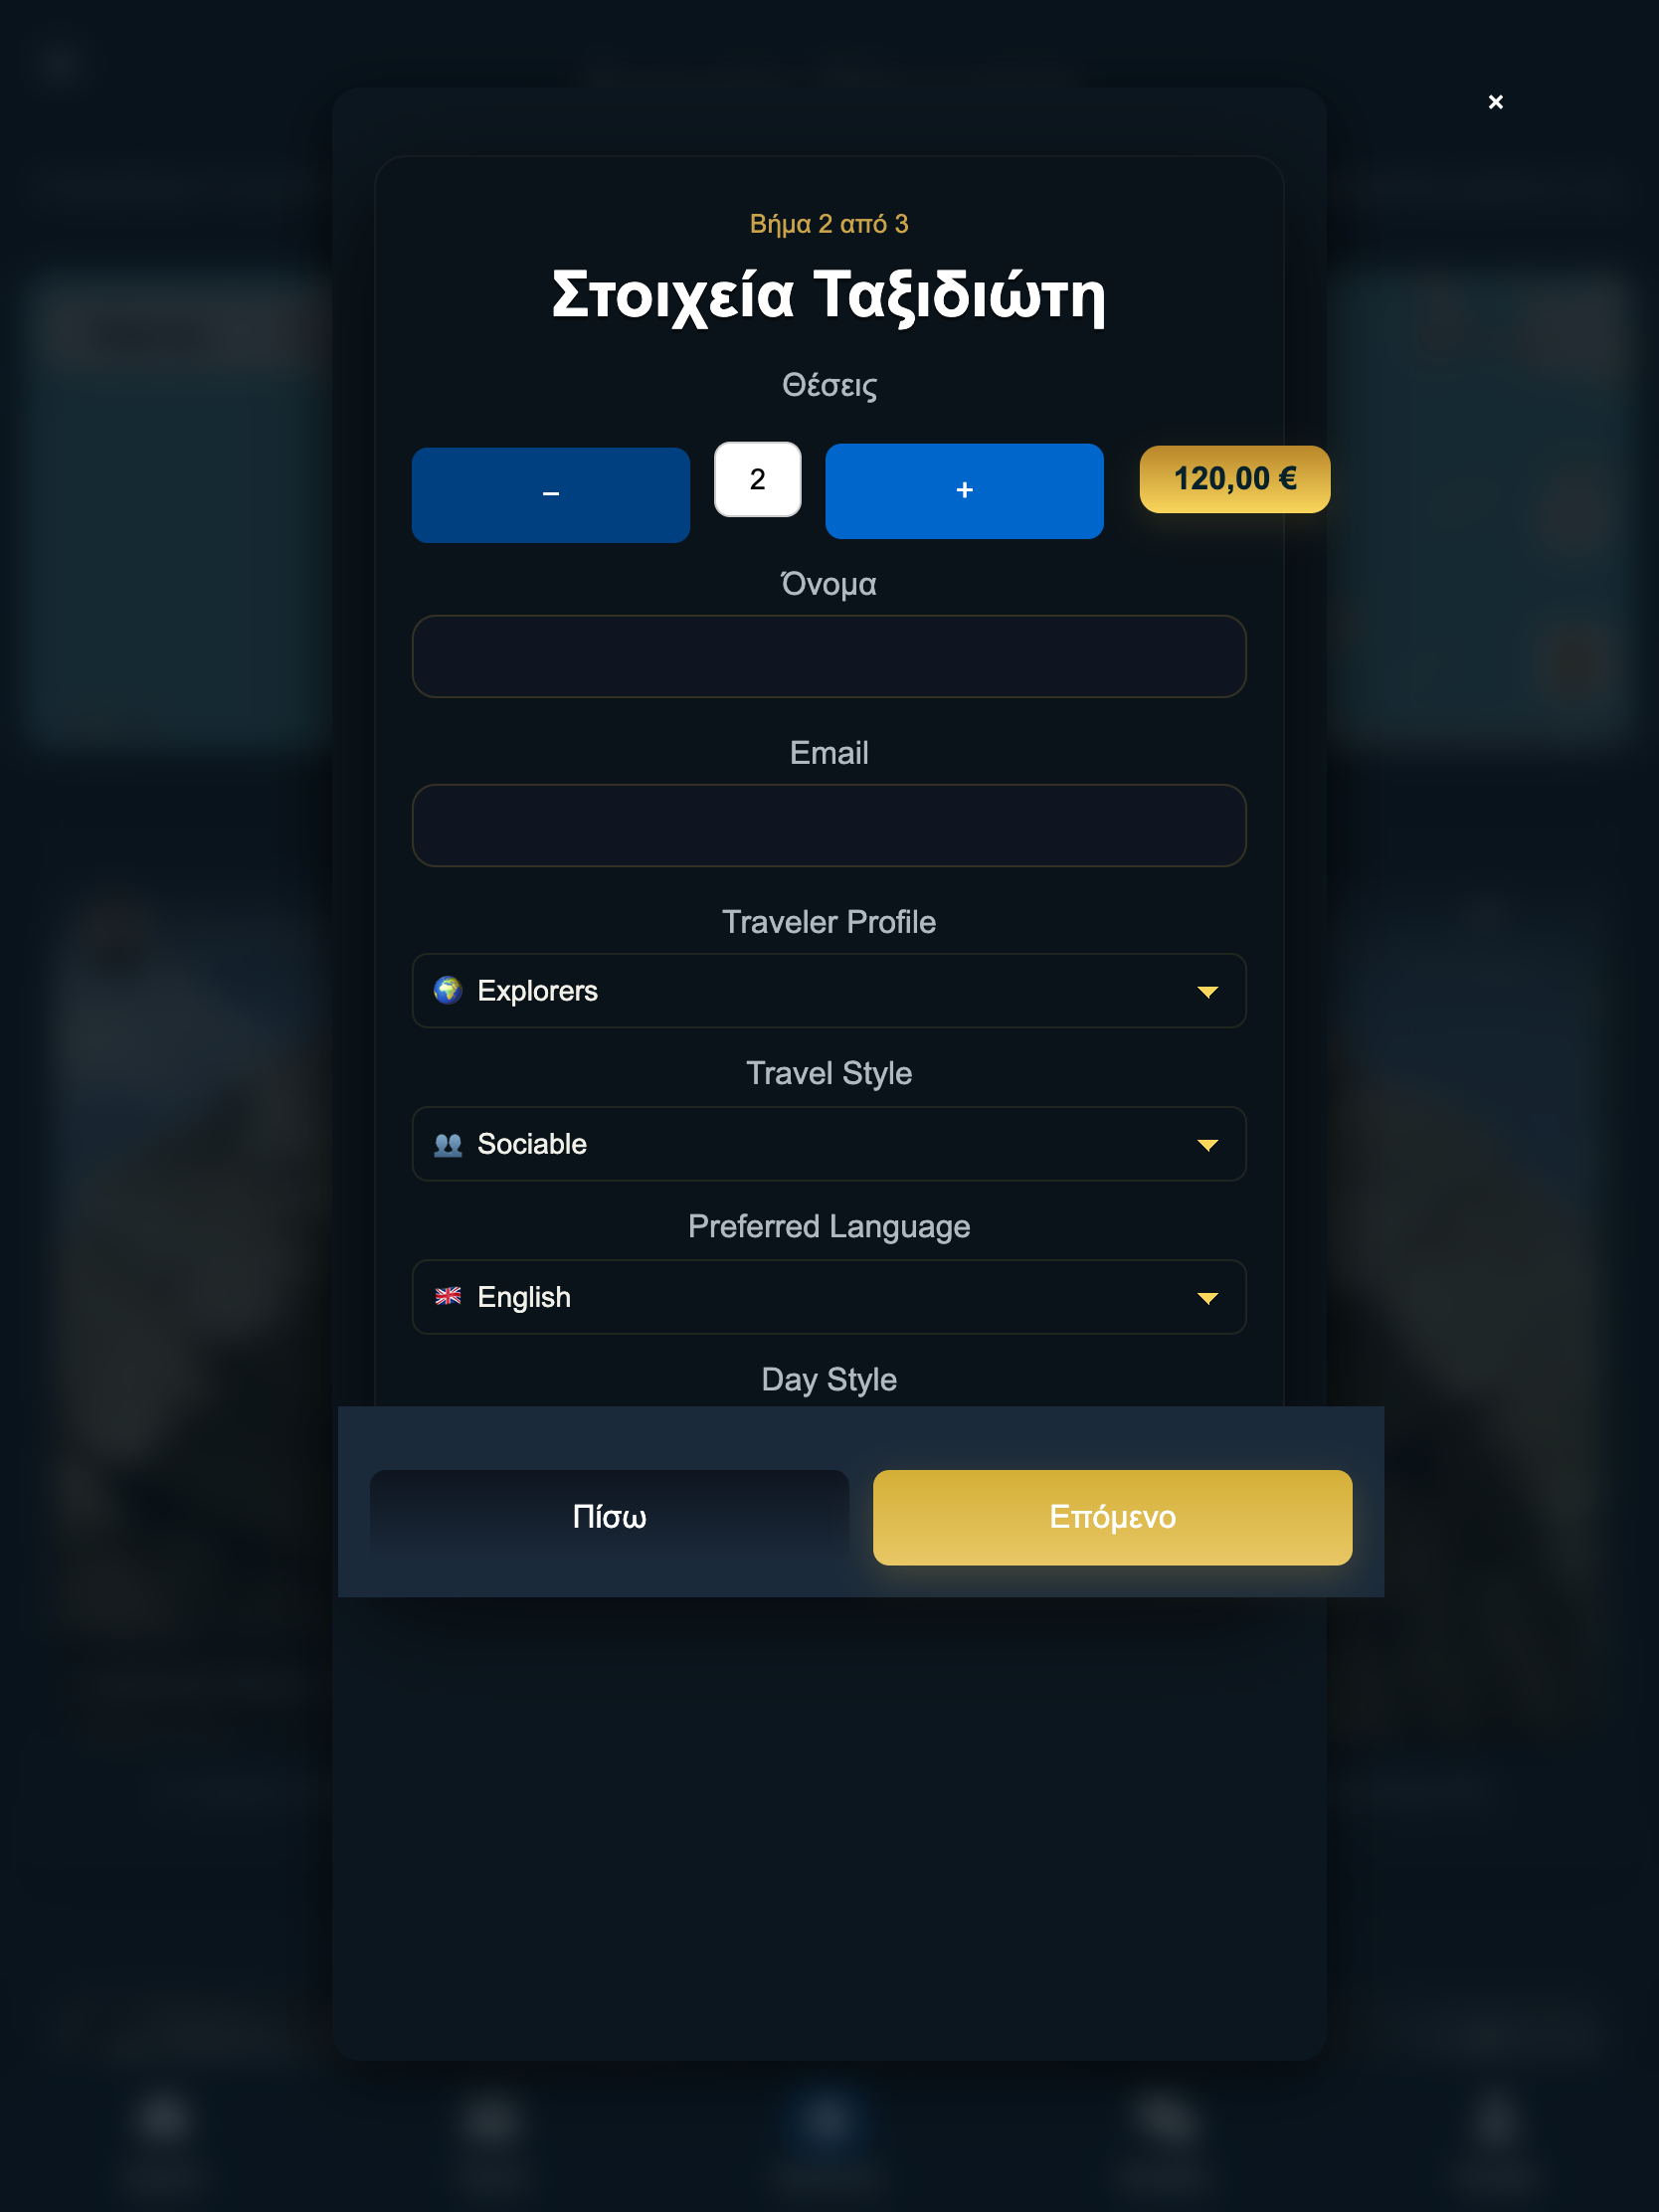 ×
Βήμα 2 από 3
Στοιχεία Ταξιδιώτη
Θέσεις
– 2 + 120,00 €
Όνομα
Email
Traveler Profile
🌍 Explorers
Travel Style
👥 Sociable
Preferred Language
🇬🇧 English
Day Style
Πίσω Επόμενο